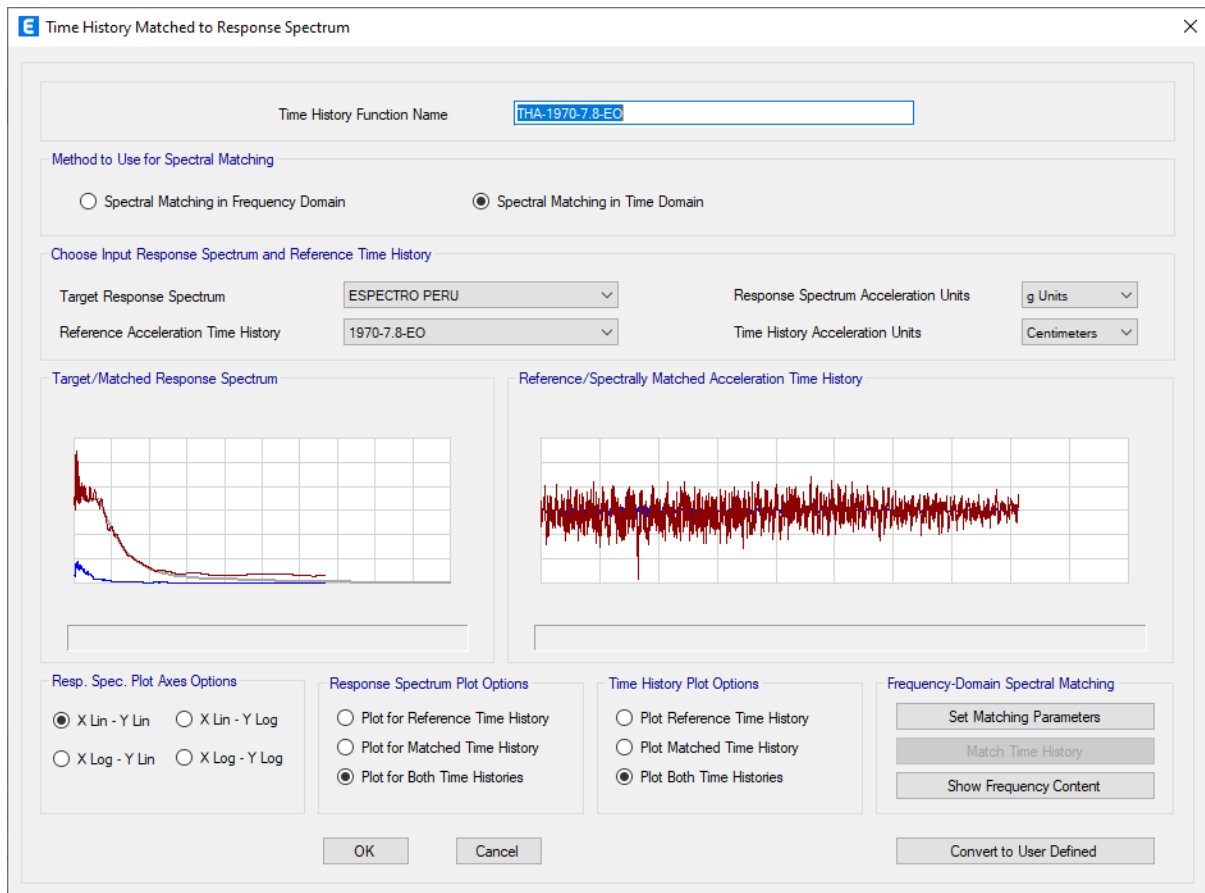 E Time History Matched to Response Spectrum
Time History Function Name THA-1970-7.8-EO
Method to Use for Spectral Matching
Spectral Matching in Frequency Domain Spectral Matching in Time Domain
Choose Input Response Spectrum and Reference Time History
Target Response Spectrum ESPECTRO PERU Response Spectrum Acceleration Units g Units
Reference Acceleration Time History 1970-7.8-EO Time History Acceleration Units Centimeters
Target/Matched Response Spectrum Reference/Spectrally Matched Acceleration Time History
Resp. Spec. Plot Axes Options
X Lin - Y Lin X Lin - Y Log
X Log - Y Lin X Log - Y Log
Response Spectrum Plot Options
Plot for Reference Time History
Plot for Matched Time History
Plot for Both Time Histories
Time History Plot Options
Plot Reference Time History
Plot Matched Time History
Plot Both Time Histories
Frequency-Domain Spectral Matching
Set Matching Parameters
Match Time History
Show Frequency Content
OK Cancel Convert to User Defined